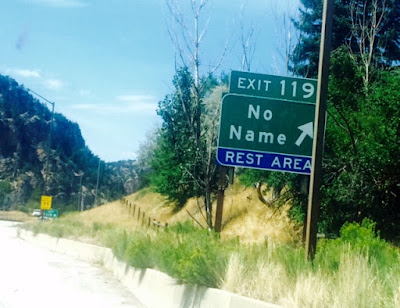 EXIT 119
No
Name
REST AREA